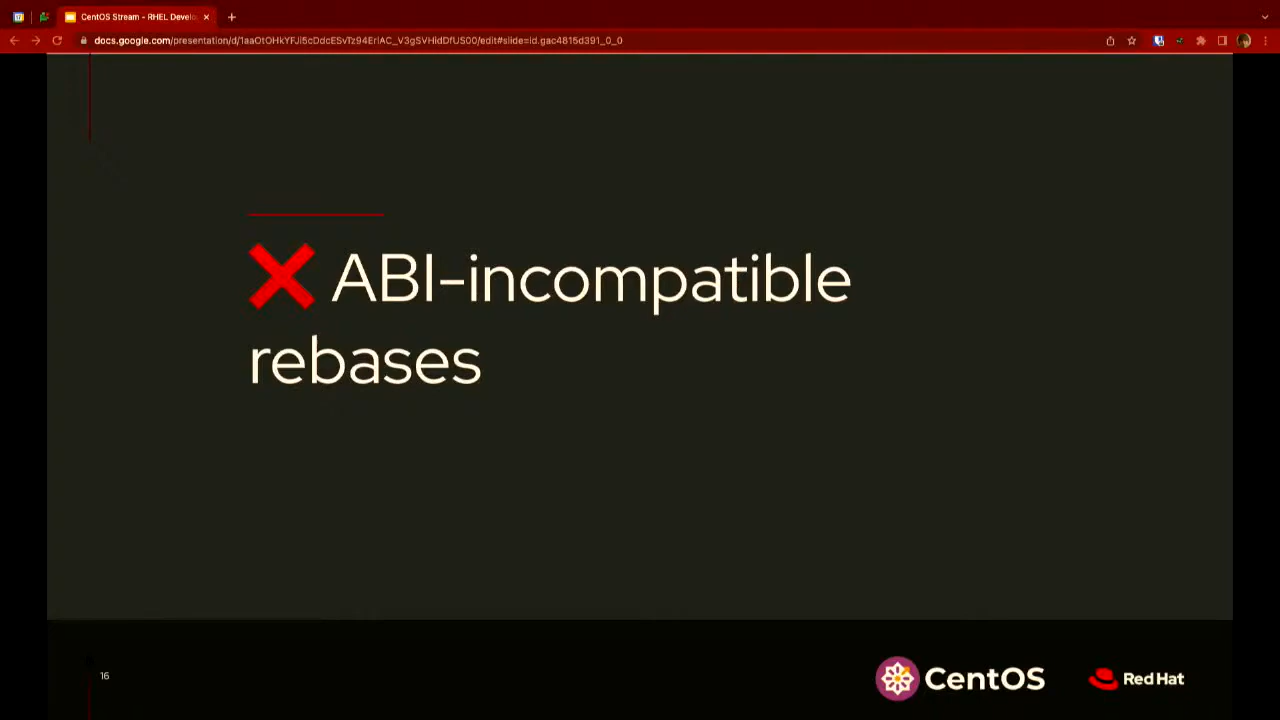 CentOS Stream - RHEL Develo
docs.google.com/presentation/d/1aaOtOHkYFJi5cDdcESvTz94ErIAC_V3gSVHidDfUS00/edit#slide=id.gac4815d391_0_0
❌ ABI-incompatible
rebases
16
CentOS
Red Hat